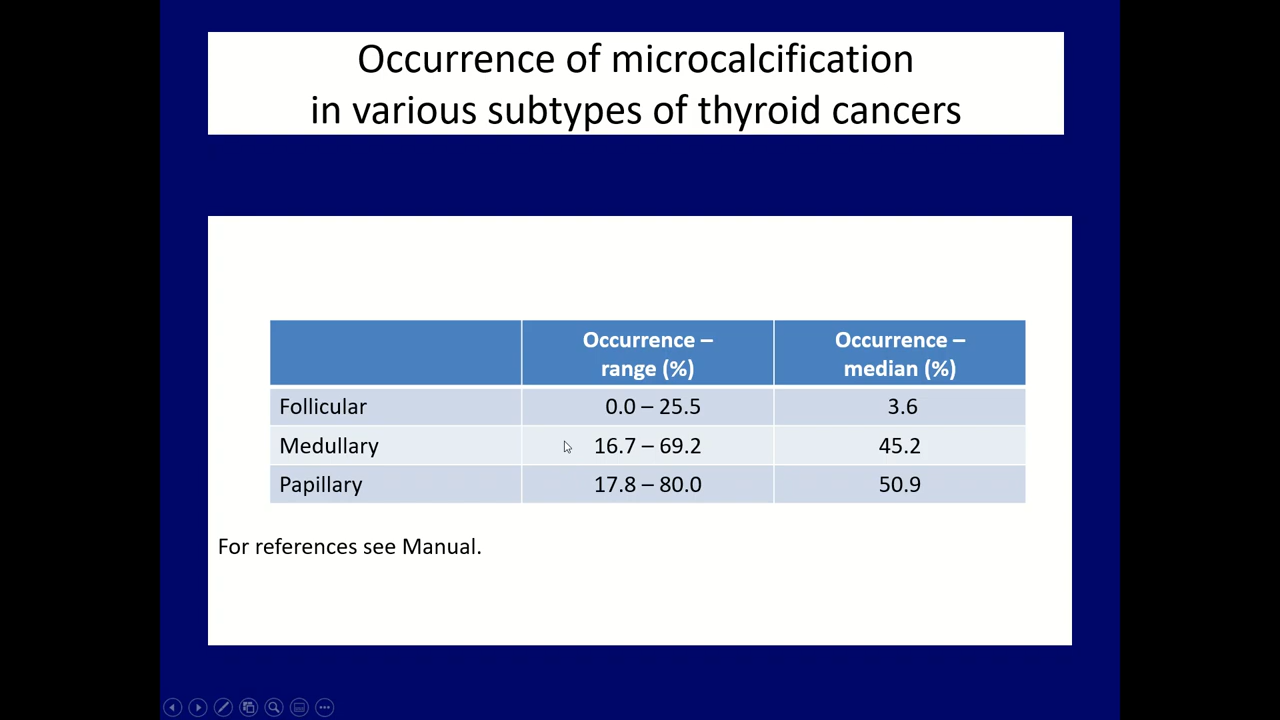 Occurrence of microcalcification
in various subtypes of thyroid cancers
Occurrence – range (%) Occurrence – median (%)
Follicular 0.0 – 25.5 3.6
Medullary 16.7 – 69.2 45.2
Papillary 17.8 – 80.0 50.9
For references see Manual.